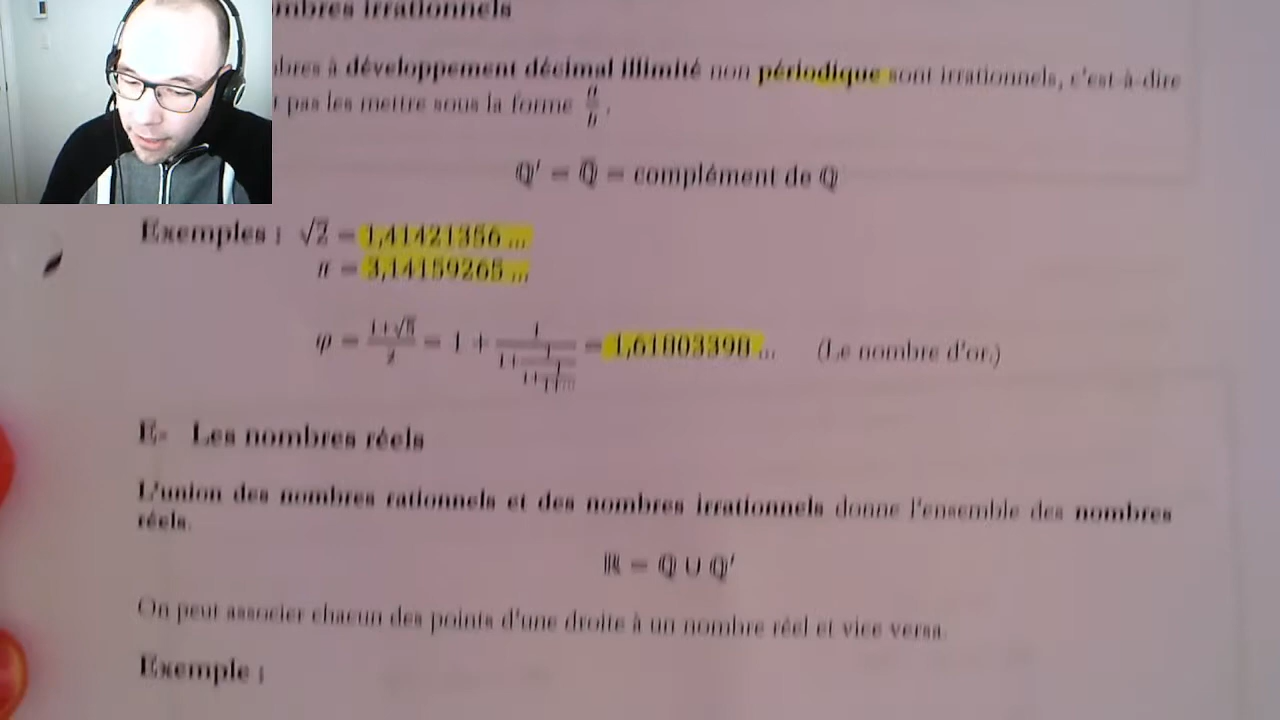 mbres irrationnels
bres à développement décimal illimité non périodique sont irrationnels, c'est-à-dire
t pas les mettre sous la forme a/b.
ℚ' = ℚ̅ = complément de ℚ
Exemples : √2 = 1,41421356 ...
π = 3,14159265 ...
φ = (1+√5)/2 = 1 + 1/(1+1/(1+1/(1+...))) = 1,61803398 ... (Le nombre d'or.)
E- Les nombres réels
L'union des nombres rationnels et des nombres irrationnels donne l'ensemble des nombres
réels.
ℝ = ℚ ∪ ℚ'
On peut associer chacun des points d'une droite à un nombre réel et vice versa.
Exemple :